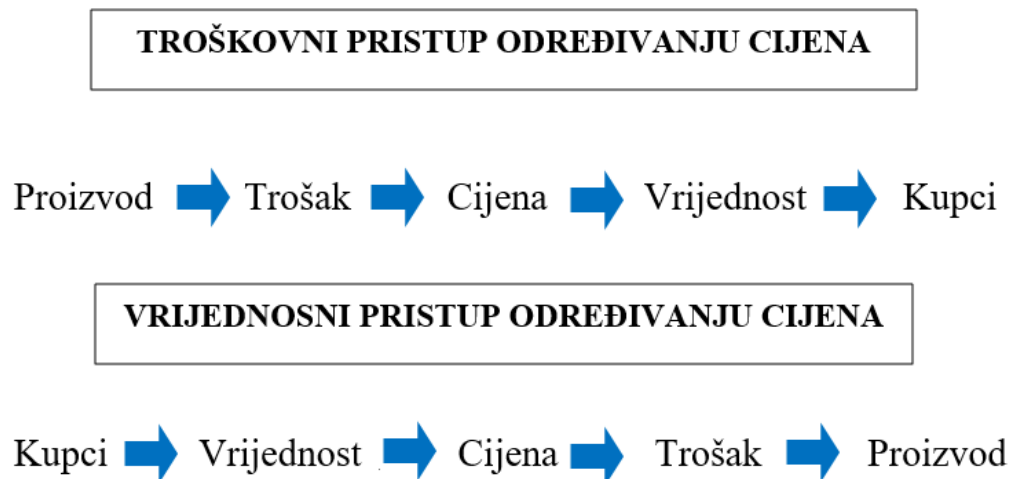 TROŠKOVNI PRISTUP ODREĐIVANJU CIJENA
Proizvod Trošak Cijena Vrijednost Kupci
VRIJEDNOSNI PRISTUP ODREĐIVANJU CIJENA
Kupci Vrijednost Cijena Trošak Proizvod